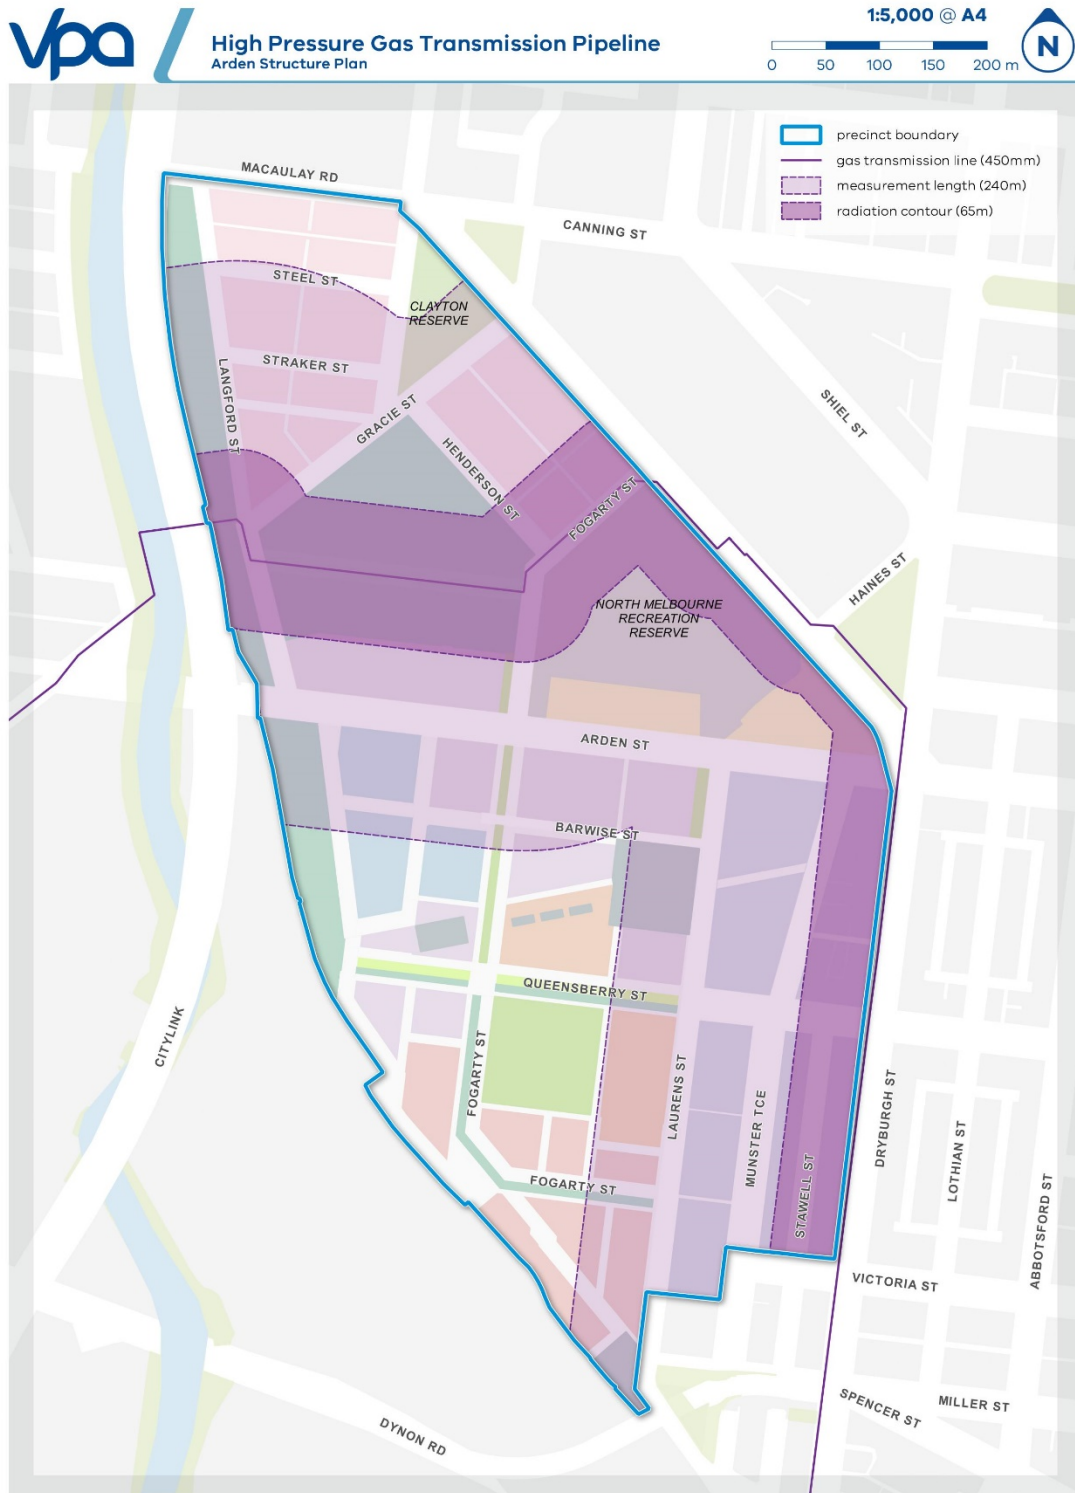 vpa
High Pressure Gas Transmission Pipeline
Arden Structure Plan
1:5,000 @ A4
0 50 100 150 200 m
N
precinct boundary
gas transmission line (450mm)
measurement length (240m)
radiation contour (65m)
MACAULAY RD
CANNING ST
STEEL ST
CLAYTON
RESERVE
STRAKER ST
LANGFORD ST
GRACIE ST
HENDERSON ST
SHIEL ST
FOGARTY ST
HAINES ST
NORTH MELBOURNE
RECREATION
RESERVE
ARDEN ST
BARWISE ST
QUEENSBERRY ST
CITYLINK
FOGARTY ST
LAURENS ST
MUNSTER TCE
STAWELL ST
DRYBURGH ST
LOTHIAN ST
ABBOTSFORD ST
FOGARTY ST
VICTORIA ST
SPENCER ST
MILLER ST
DYNON RD